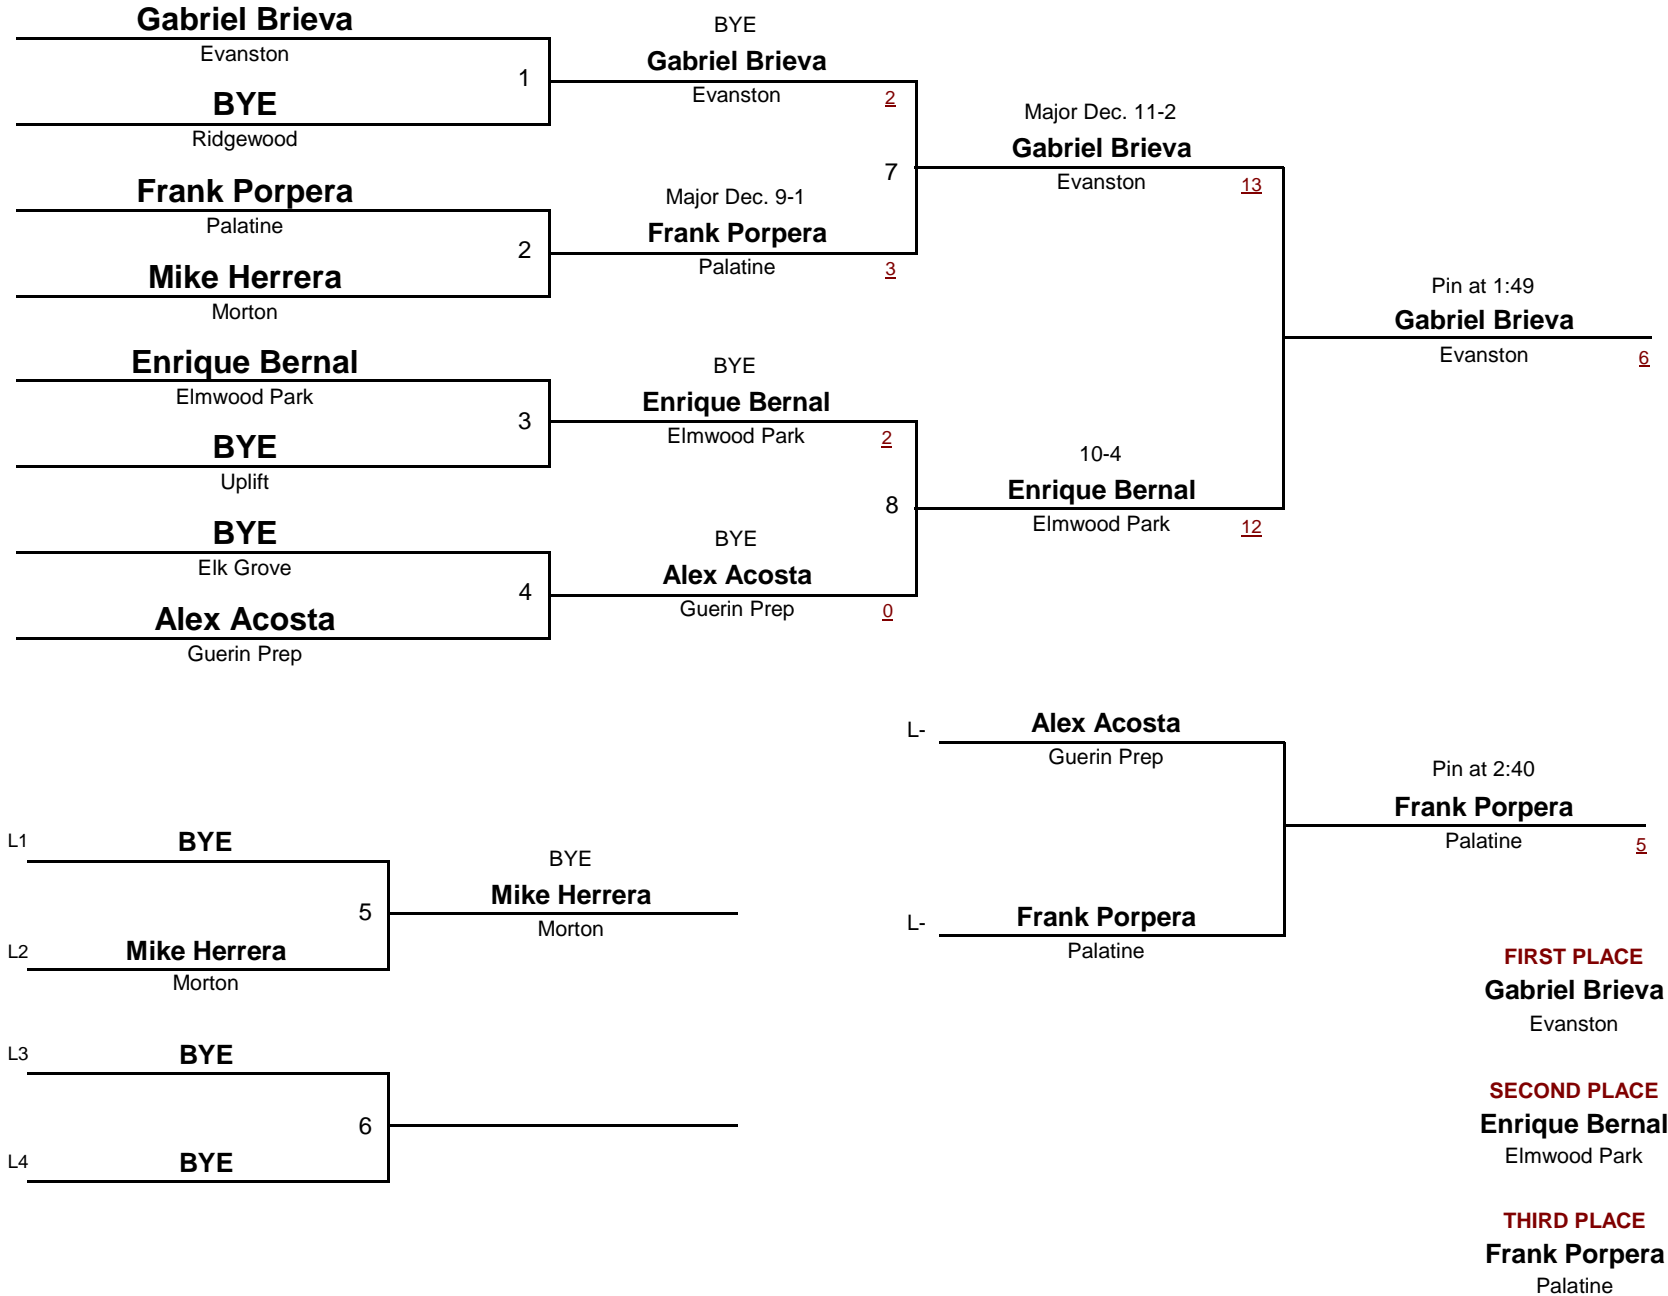 Gabriel Brieva
Evanston
1
BYE
Ridgewood
Frank Porpera
Palatine
2
Mike Herrera
Morton
Enrique Bernal
Elmwood Park
3
BYE
Uplift
BYE
Elk Grove
4
Alex Acosta
Guerin Prep
BYE
Gabriel Brieva
Evanston 2
7
Major Dec. 9-1
Frank Porpera
Palatine 3
BYE
Enrique Bernal
Elmwood Park 2
8
BYE
Alex Acosta
Guerin Prep 0
Major Dec. 11-2
Gabriel Brieva
Evanston 13
10-4
Enrique Bernal
Elmwood Park 12
Pin at 1:49
Gabriel Brieva
Evanston 6
L- Alex Acosta
Guerin Prep
L- Frank Porpera
Palatine
Pin at 2:40
Frank Porpera
Palatine 5
L1 BYE
5
L2 Mike Herrera
Morton
BYE
Mike Herrera
Morton
L3 BYE
6
L4 BYE
FIRST PLACE
Gabriel Brieva
Evanston
SECOND PLACE
Enrique Bernal
Elmwood Park
THIRD PLACE
Frank Porpera
Palatine